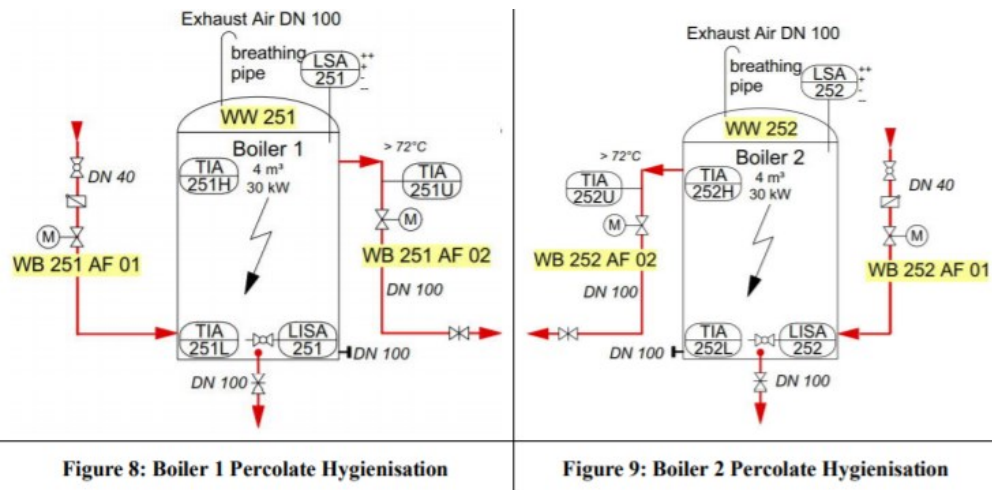 Exhaust Air DN 100
breathing
pipe
LSA
251
++
+
-
--
WW 251
Boiler 1
4 m³
30 kW
TIA
251H
> 72°C
TIA
251U
DN 40
M
WB 251 AF 01
M
WB 251 AF 02
DN 100
TIA
251L
LISA
251
DN 100
DN 100
Figure 8: Boiler 1 Percolate Hygienisation
Exhaust Air DN 100
breathing
pipe
LSA
252
++
+
-
--
WW 252
Boiler 2
4 m³
30 kW
> 72°C
TIA
252U
TIA
252H
DN 40
M
WB 252 AF 02
M
WB 252 AF 01
DN 100
TIA
252L
LISA
252
DN 100
DN 100
Figure 9: Boiler 2 Percolate Hygienisation